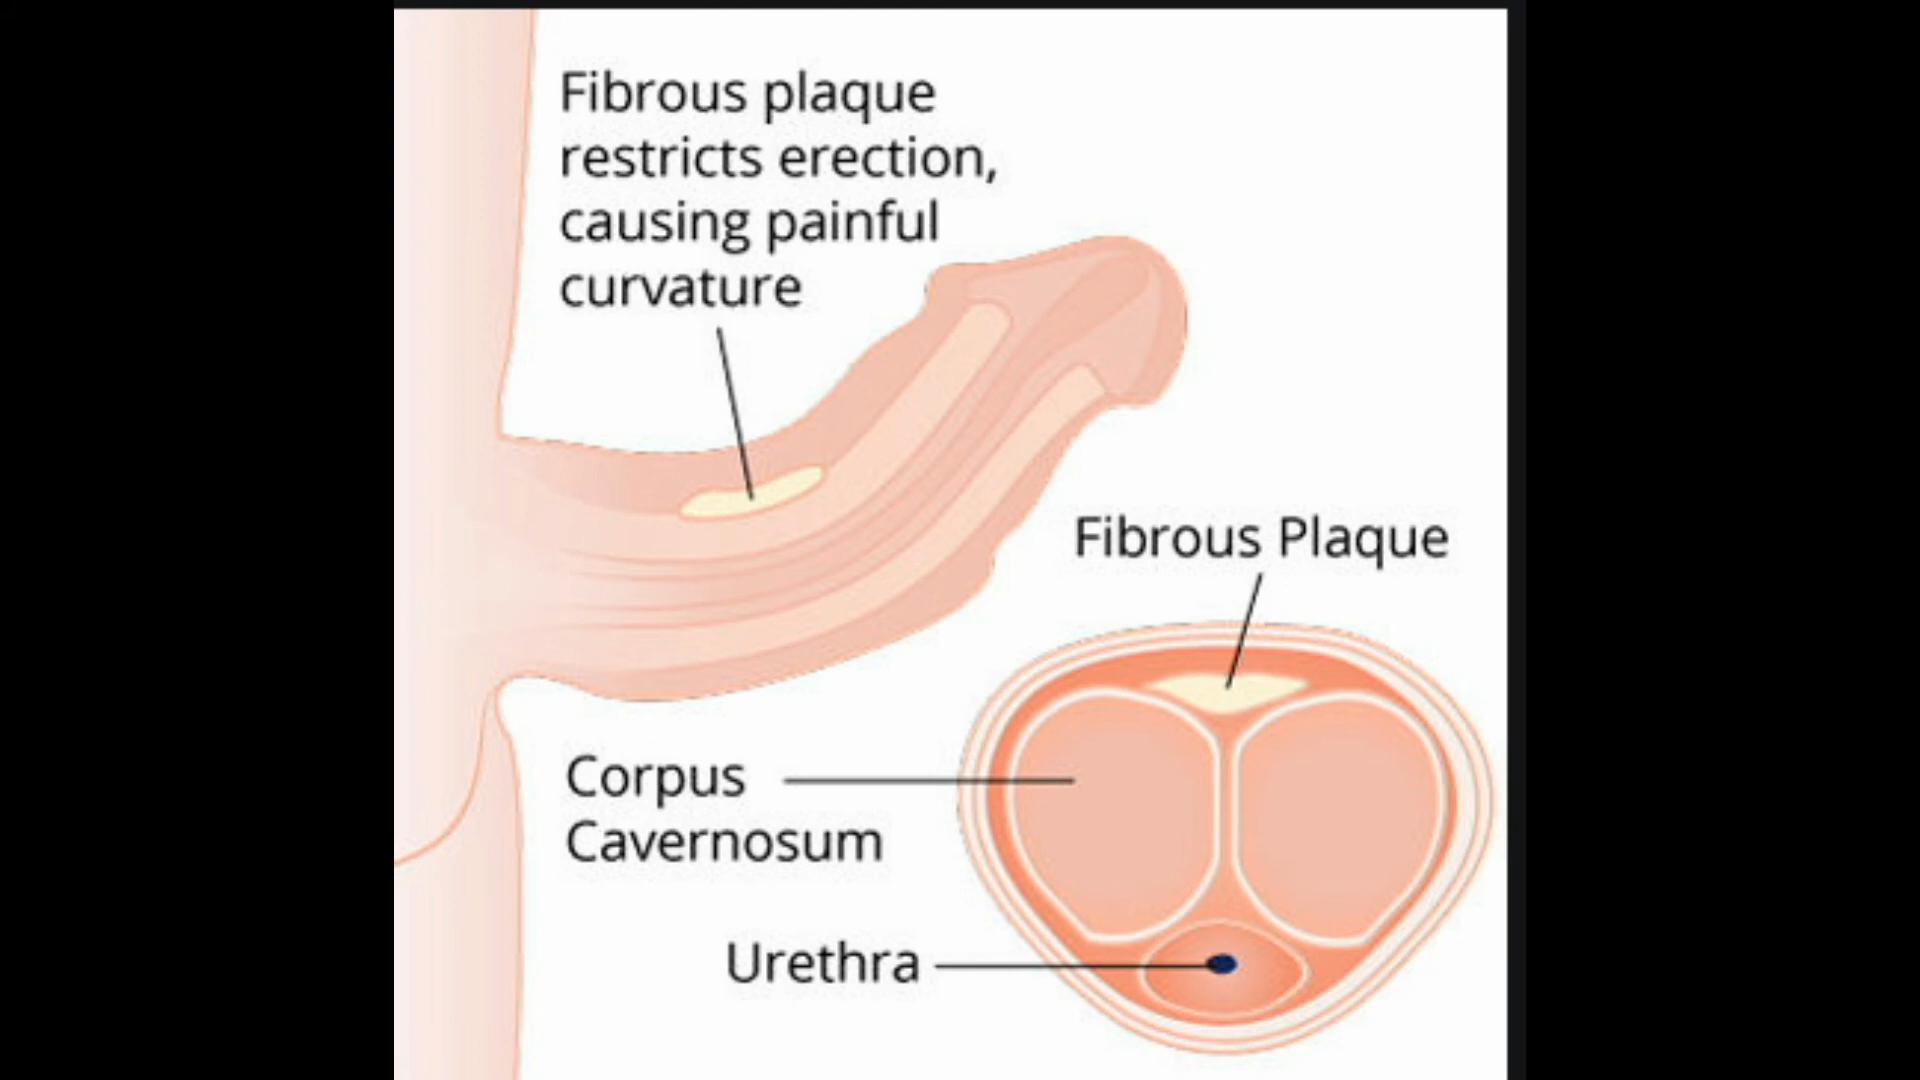 Fibrous plaque
restricts erection,
causing painful
curvature
Fibrous Plaque
Corpus
Cavernosum
Urethra